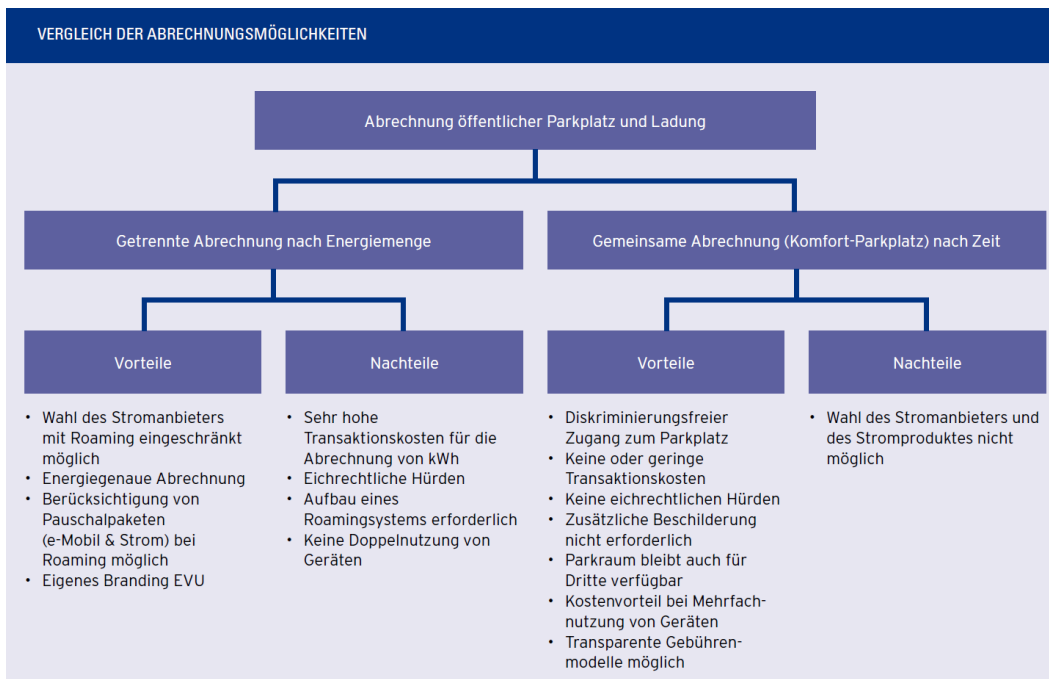 VERGLEICH DER ABRECHNUNGSMÖGLICHKEITEN
Abrechnung öffentlicher Parkplatz und Ladung
Getrennte Abrechnung nach Energiemenge
Gemeinsame Abrechnung (Komfort-Parkplatz) nach Zeit
Vorteile
• Wahl des Stromanbieters
mit Roaming eingeschränkt
möglich
• Energiegenaue Abrechnung
• Berücksichtigung von
Pauschalpaketen
(e-Mobil & Strom) bei
Roaming möglich
• Eigenes Branding EVU
Nachteile
• Sehr hohe
Transaktionskosten für die
Abrechnung von kWh
• Eichrechtliche Hürden
• Aufbau eines
Roamingsystems erforderlich
• Keine Doppelnutzung von
Geräten
Vorteile
• Diskriminierungsfreier
Zugang zum Parkplatz
• Keine oder geringe
Transaktionskosten
• Keine eichrechtlichen Hürden
• Zusätzliche Beschilderung
nicht erforderlich
• Parkraum bleibt auch für
Dritte verfügbar
• Kostenvorteil bei Mehrfach-
nutzung von Geräten
• Transparente Gebühren-
modelle möglich
Nachteile
• Wahl des Stromanbieters und
des Stromproduktes nicht
möglich